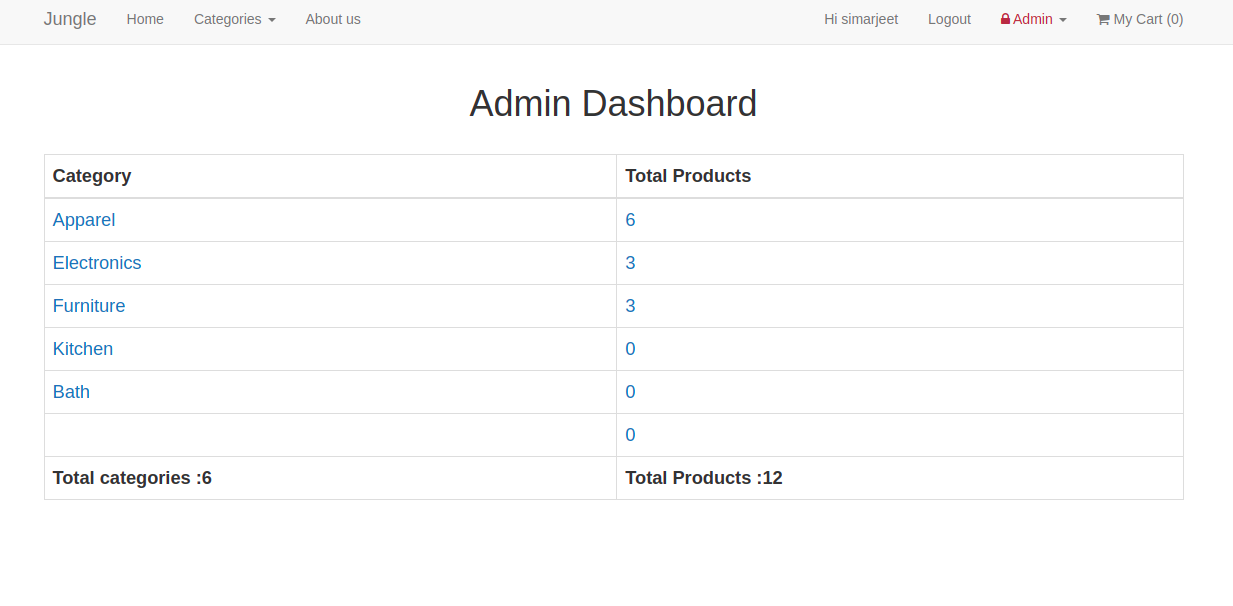 Jungle Home Categories About us Hi simarjeet Logout Admin My Cart (0)
Admin Dashboard
Category Total Products
Apparel 6
Electronics 3
Furniture 3
Kitchen 0
Bath 0
0
Total categories :6 Total Products :12